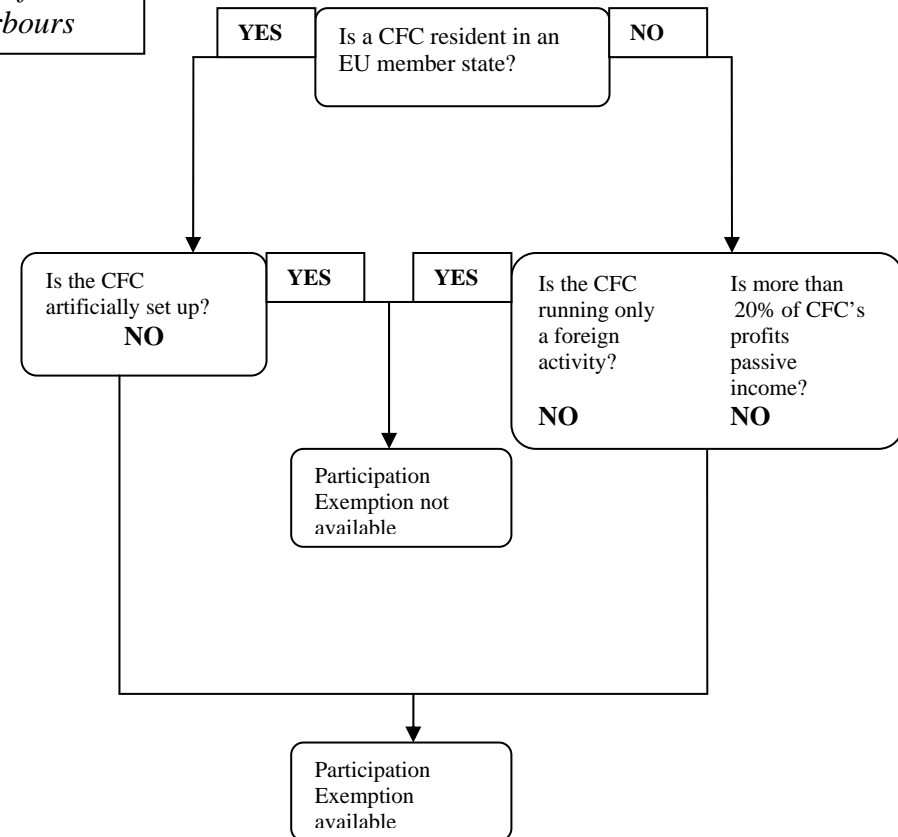 YES
Is a CFC resident in an
EU member state?
NO
Is the CFC
artificially set up?
NO
YES
YES
Is the CFC
running only
a foreign
activity?
NO
Is more than
20% of CFC's
profits
passive
income?
NO
Participation
Exemption not
available
Participation
Exemption
available